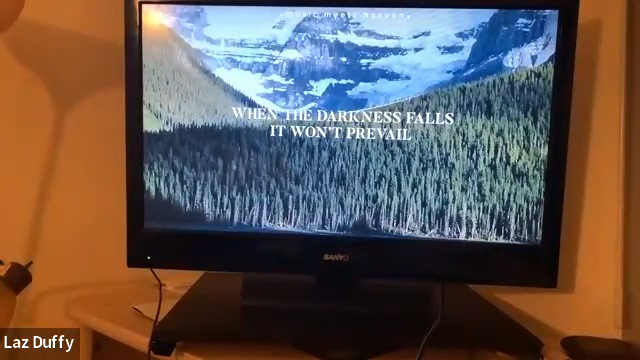 -music meets heaven-
WHEN THE DARKNESS FALLS
IT WON'T PREVAIL
SANYO
Laz Duffy